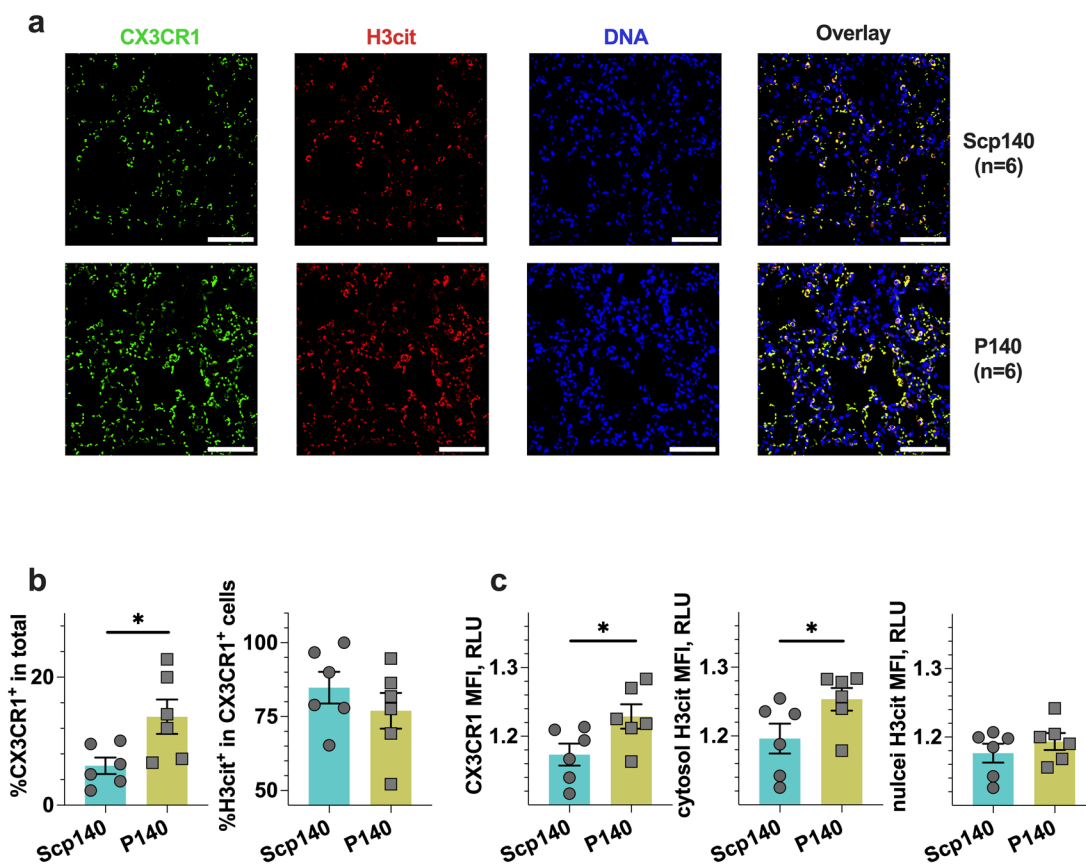 a
CX3CR1
H3cit
DNA
Overlay
Scp140
(n=6)
P140
(n=6)
b
%CX3CR1+ in total
20
0
*
Scp140
P140
%H3cit+ in CX3CR1+ cells
100
75
50
Scp140
P140
c
CX3CR1 MFI, RLU
1.3
1.2
*
Scp140
P140
cytosol H3cit MFI, RLU
1.3
1.2
*
Scp140
P140
nulcei H3cit MFI, RLU
1.3
1.2
Scp140
P140